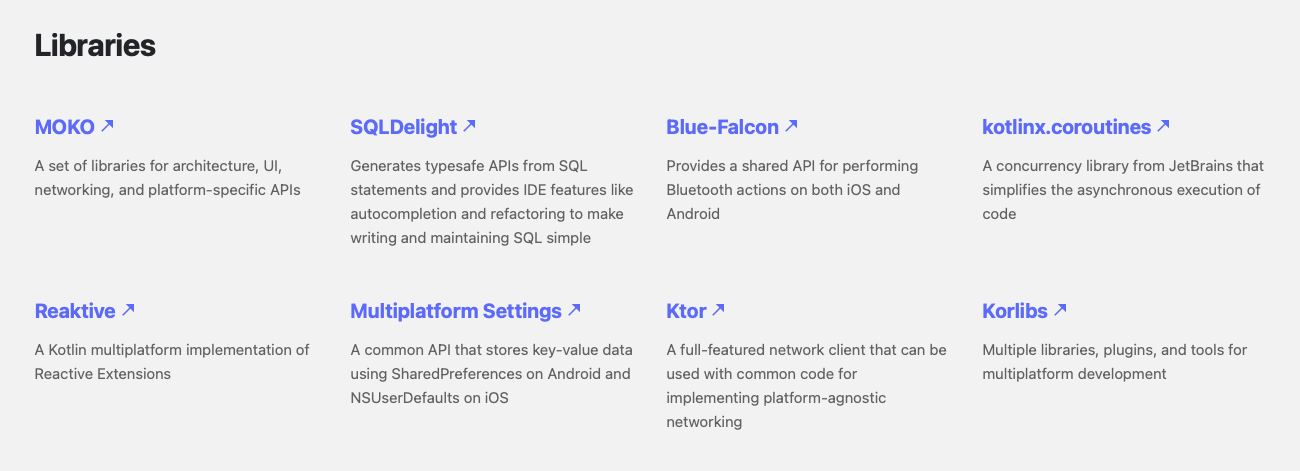 Libraries
MOKO ↗
A set of libraries for architecture, UI,
networking, and platform-specific APIs
SQLDelight ↗
Generates typesafe APIs from SQL
statements and provides IDE features like
autocompletion and refactoring to make
writing and maintaining SQL simple
Blue-Falcon ↗
Provides a shared API for performing
Bluetooth actions on both iOS and
Android
kotlinx.coroutines ↗
A concurrency library from JetBrains that
simplifies the asynchronous execution of
code
Reaktive ↗
A Kotlin multiplatform implementation of
Reactive Extensions
Multiplatform Settings ↗
A common API that stores key-value data
using SharedPreferences on Android and
NSUserDefaults on iOS
Ktor ↗
A full-featured network client that can be
used with common code for
implementing platform-agnostic
networking
Korlibs ↗
Multiple libraries, plugins, and tools for
multiplatform development